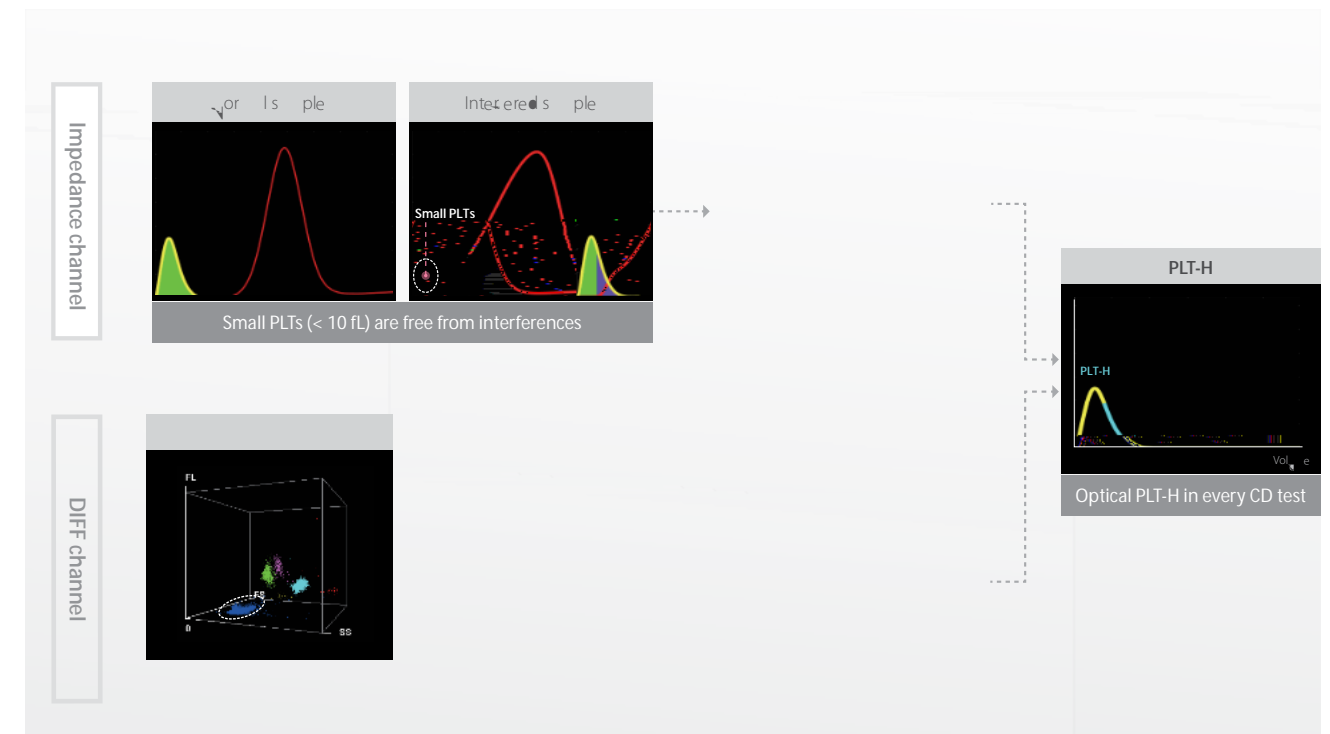 Impedance channel
Small PLTs
Small PLTs (< 10 fL) are free from interferences
PLT-H
PLT-H
Optical PLT-H in every CD test
DIFF channel
FL
FS
0
SS